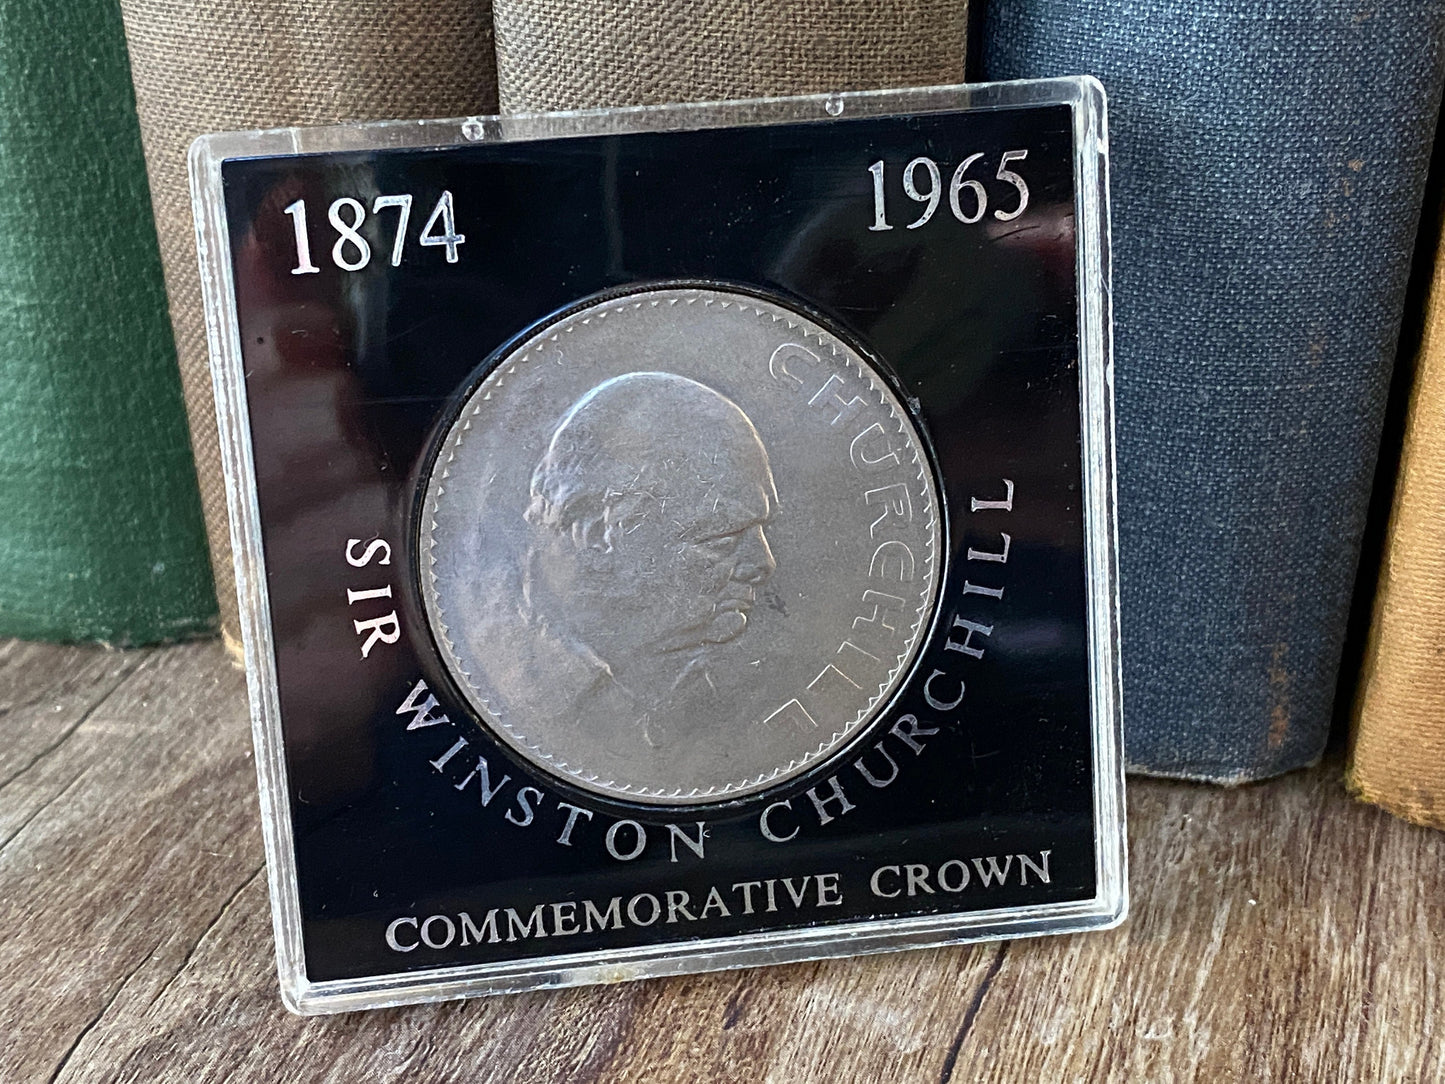 1874
1965
CHURCHILL
SIR WINSTON CHURCHILL
COMMEMORATIVE CROWN